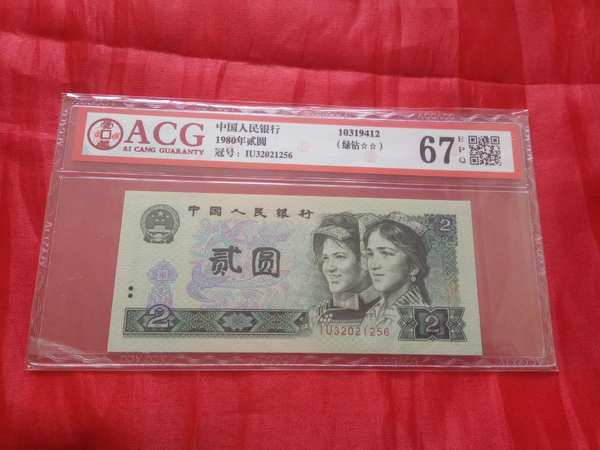 ACG
AI CANG GUARANTY
中国人民银行
1980年贰圆
冠号：IU32021256
10319412
（绿钻☆☆）
67
EPQ
中国人民银行
2
贰圆
2
2
IU32021256